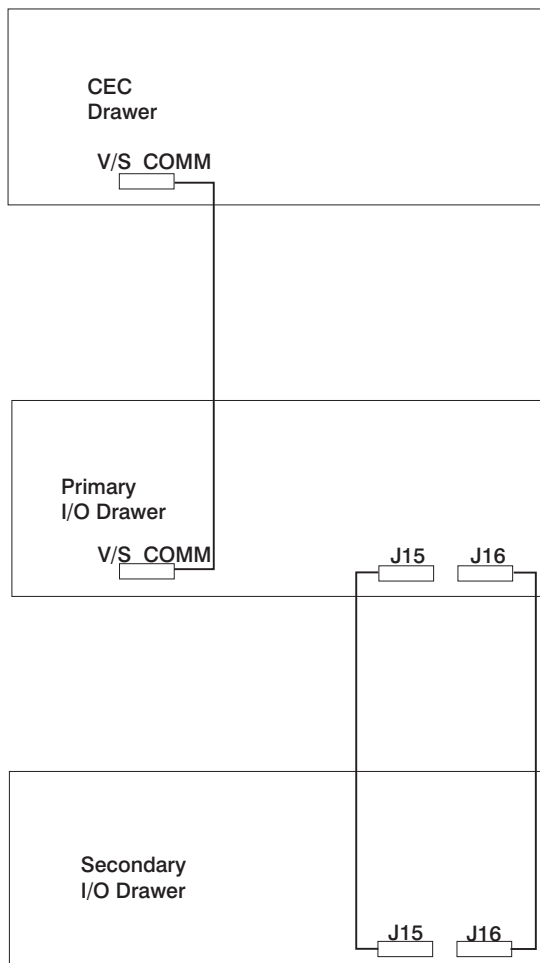 CEC
Drawer
V/S COMM
Primary
I/O Drawer
V/S COMM
J15 J16
Secondary
I/O Drawer
J15 J16